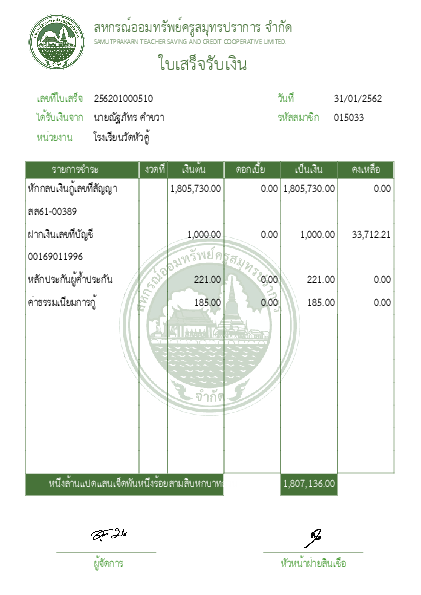 สหกรณ์ออมทรัพย์ครูสมุทรปราการ จำกัด
SAMUTPRAKARN TEACHER SAVING AND CREDIT COOPERATIVE LIMITED.
ใบเสร็จรับเงิน
เลขที่ใบเสร็จ 256201000510 วันที่ 31/01/2562
ได้รับเงินจาก นายณัฐภัทร คำขวา รหัสสมาชิก 015033
หน่วยงาน โรงเรียนวัดหัวคู้
รายการชำระ งวดที่ เงินต้น ดอกเบี้ย เป็นเงิน คงเหลือ
หักกลบเงินกู้เลขที่สัญญา 1,805,730.00 0.00 1,805,730.00 0.00
สส61-00389
ฝากเงินเลขที่บัญชี 1,000.00 0.00 1,000.00 33,712.21
00169011996
หลักประกันผู้ค้ำประกัน 221.00 0.00 221.00 0.00
ค่าธรรมเนียมการกู้ 185.00 0.00 185.00 0.00
สหกรณ์ออมทรัพย์ครูสมุทรปราการ
จำกัด
หนึ่งล้านแปดแสนเจ็ดพันหนึ่งร้อยสามสิบหกบาท 1,807,136.00
ผู้จัดการ หัวหน้าฝ่ายสินเชื่อ